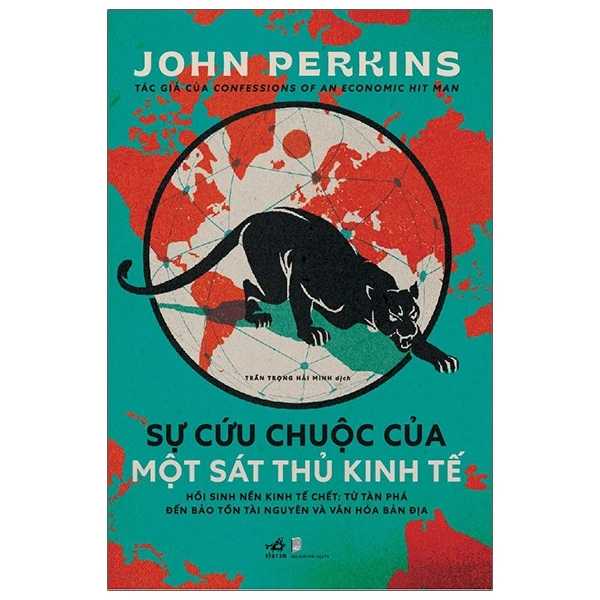 JOHN PERKINS
TÁC GIẢ CỦA CONFESSIONS OF AN ECONOMIC HIT MAN
TRẦN TRỌNG HẢI MINH dịch
SỰ CỨU CHUỘC CỦA
MỘT SÁT THỦ KINH TẾ
HỒI SINH NỀN KINH TẾ CHẾT: TỪ TÀN PHÁ
ĐẾN BẢO TỒN TÀI NGUYÊN VÀ VĂN HÓA BẢN ĐỊA